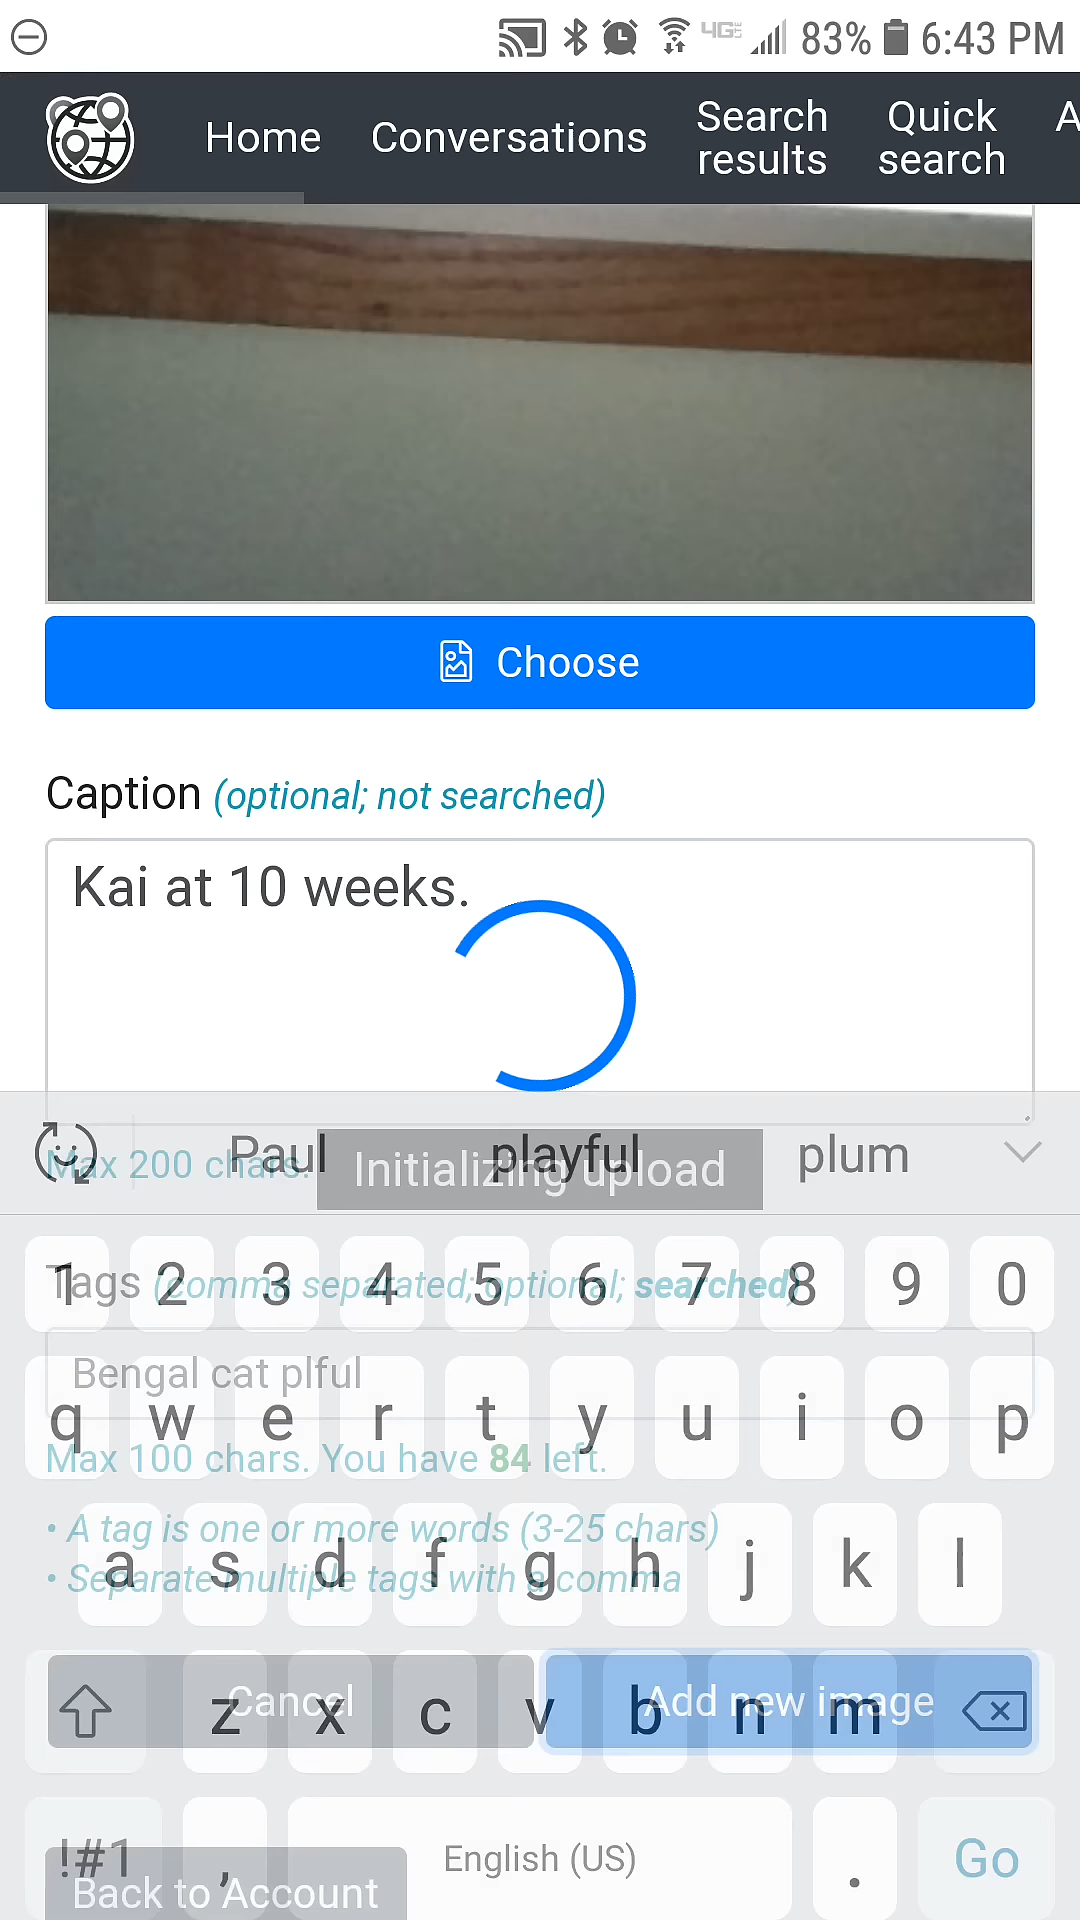 83% 6:43 PM
Home Conversations Search results Quick search A
Choose
Caption (optional; not searched)
Kai at 10 weeks.
Paul playful plum
Max 200 chars.
Initializing upload
1 2 3 4 5 6 7 8 9 0
Tags (comma separated; optional; searched)
Bengal cat plful
q w e r t y u i o p
Max 100 chars. You have 84 left.
• A tag is one or more words (3-25 chars)
a s d f g h j k l
• Separate multiple tags with a comma
Cancel Add new image
z x c v b n m
!#1 , English (US) . Go
Back to Account